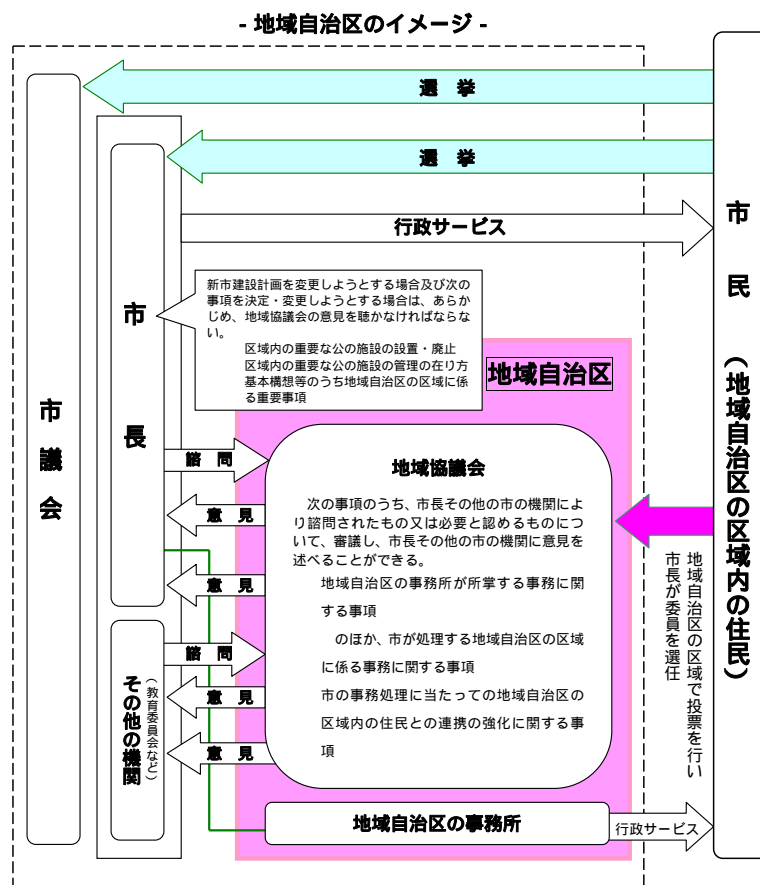 - 地域自治区のイメージ -
選 挙
選 挙
行政サービス
市議会
市長
新市建設計画を変更しようとする場合及び次の
事項を決定・変更しようとする場合は、あらか
じめ、地域協議会の意見を聴かなければならな
い。
区域内の重要な公の施設の設置・廃止
区域内の重要な公の施設の管理の在り方
基本構想等のうち地域自治区の区域に係
る重要事項
地域自治区
諮 問
意 見
意 見
諮 問
意 見
意 見
地域協議会
次の事項のうち、市長その他の市の機関によ
り諮問されたもの又は必要と認めるものにつ
いて、審議し、市長その他の市の機関に意見を
述べることができる。
地域自治区の事務所が所掌する事務に関
する事項
のほか、市が処理する地域自治区の区域
に係る事務に関する事項
市の事務処理に当たっての地域自治区の
区域内の住民との連携の強化に関する事
項
その他の機関
(教育委員会など)
地域自治区の事務所
行政サービス
地域自治区の区域で投票を行い
市長が委員を選任
市民(地域自治区の区域内の住民)